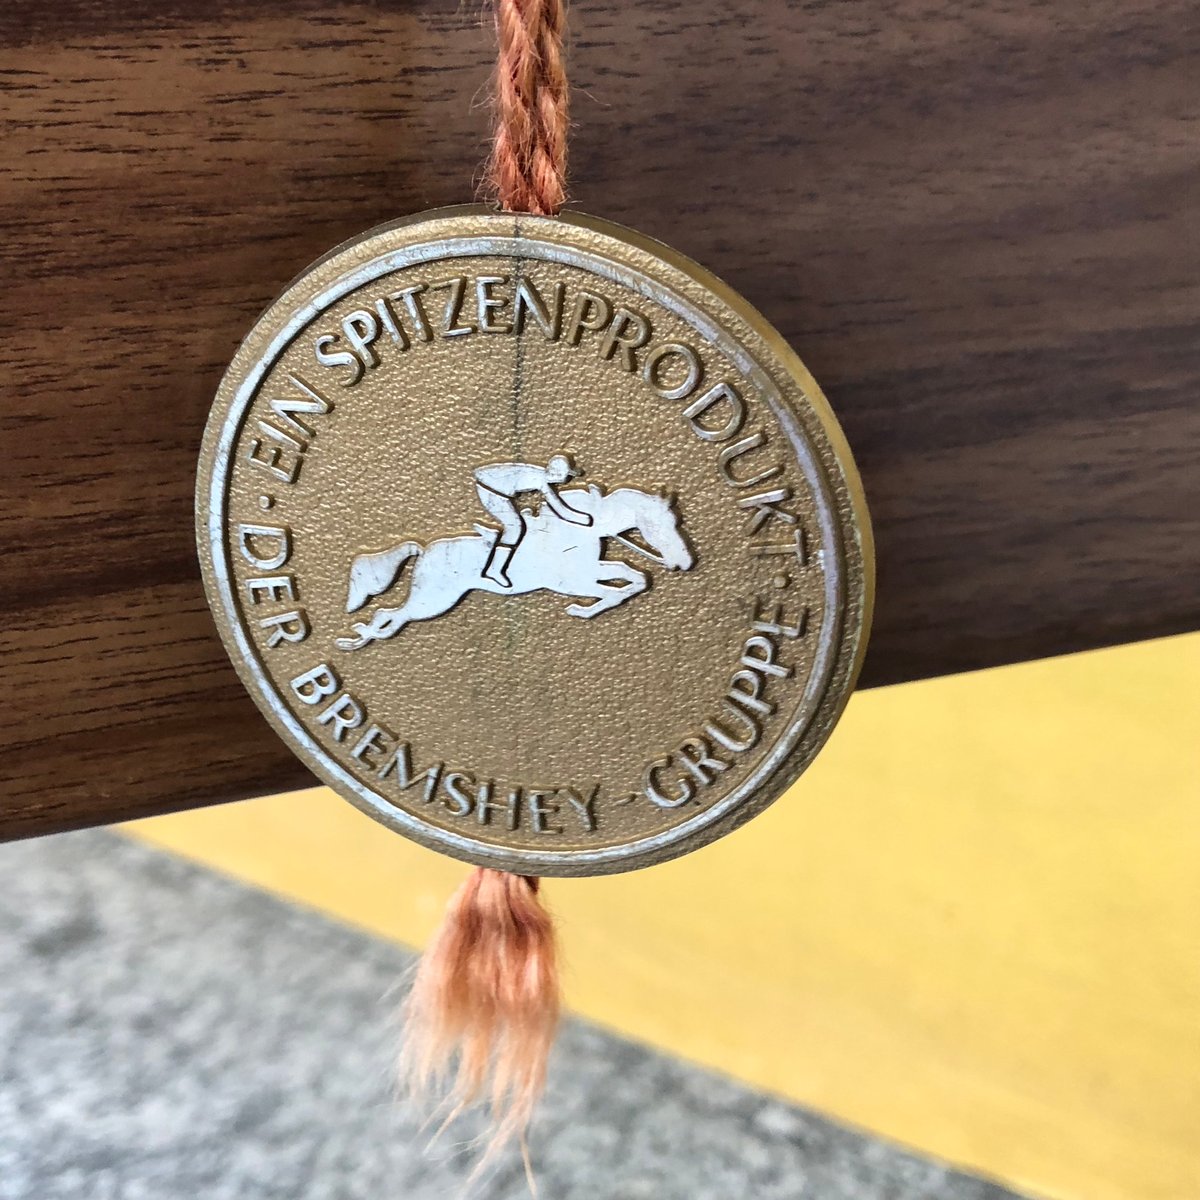 · EIN SPITZENPRODUKT ·
DER BREMSHEY - GRUPPE